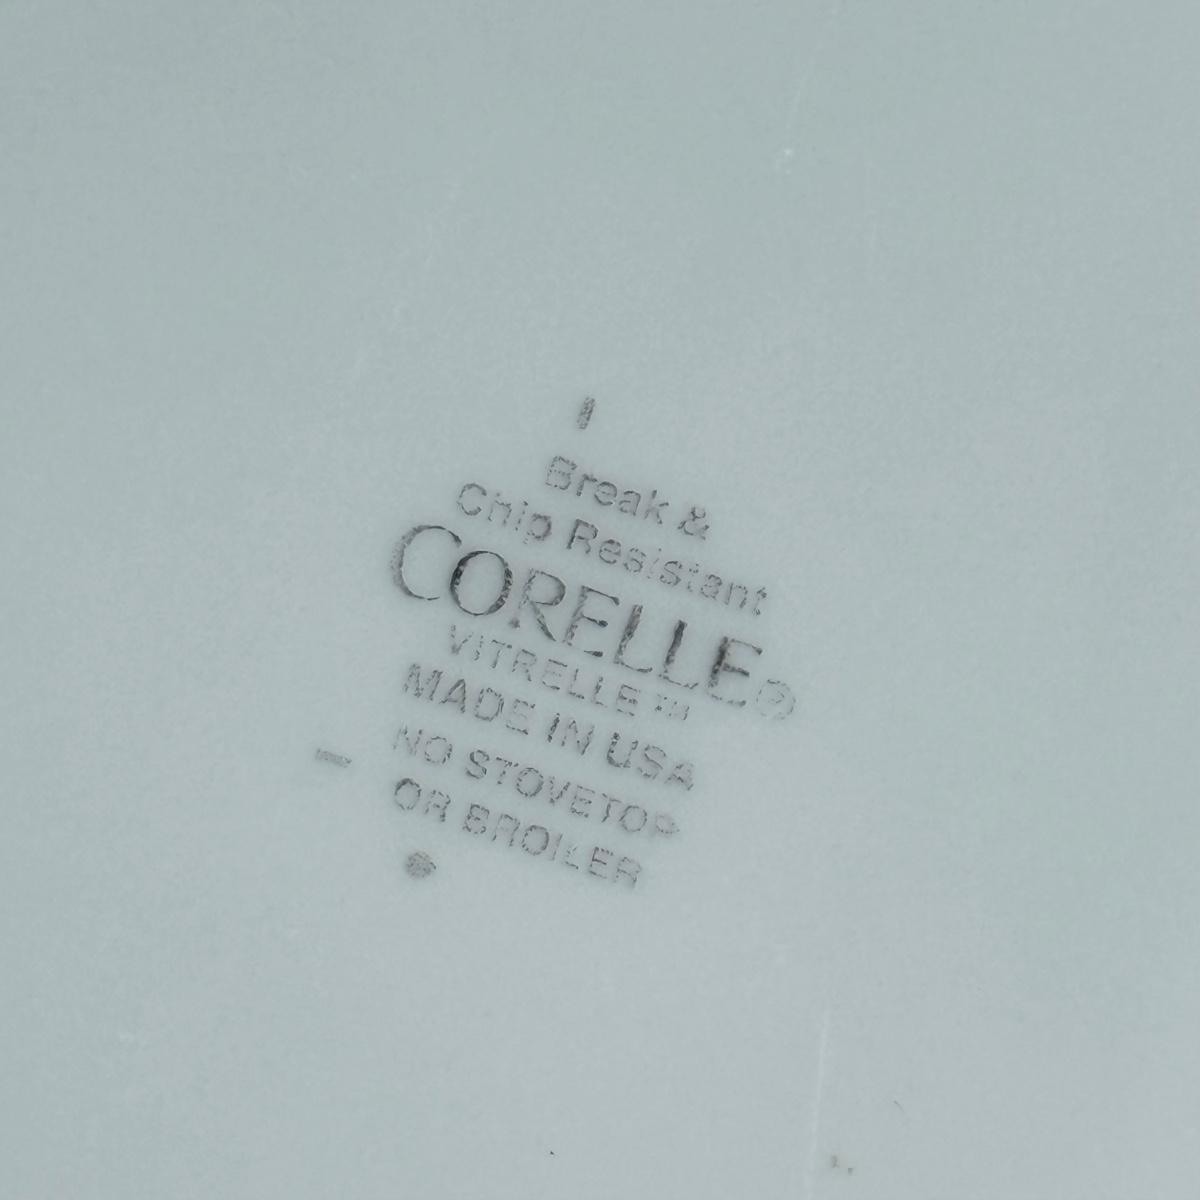 Break &
Chip Resistant
CORELLE®
VITRELLE™
MADE IN USA
NO STOVETOP
OR BROILER